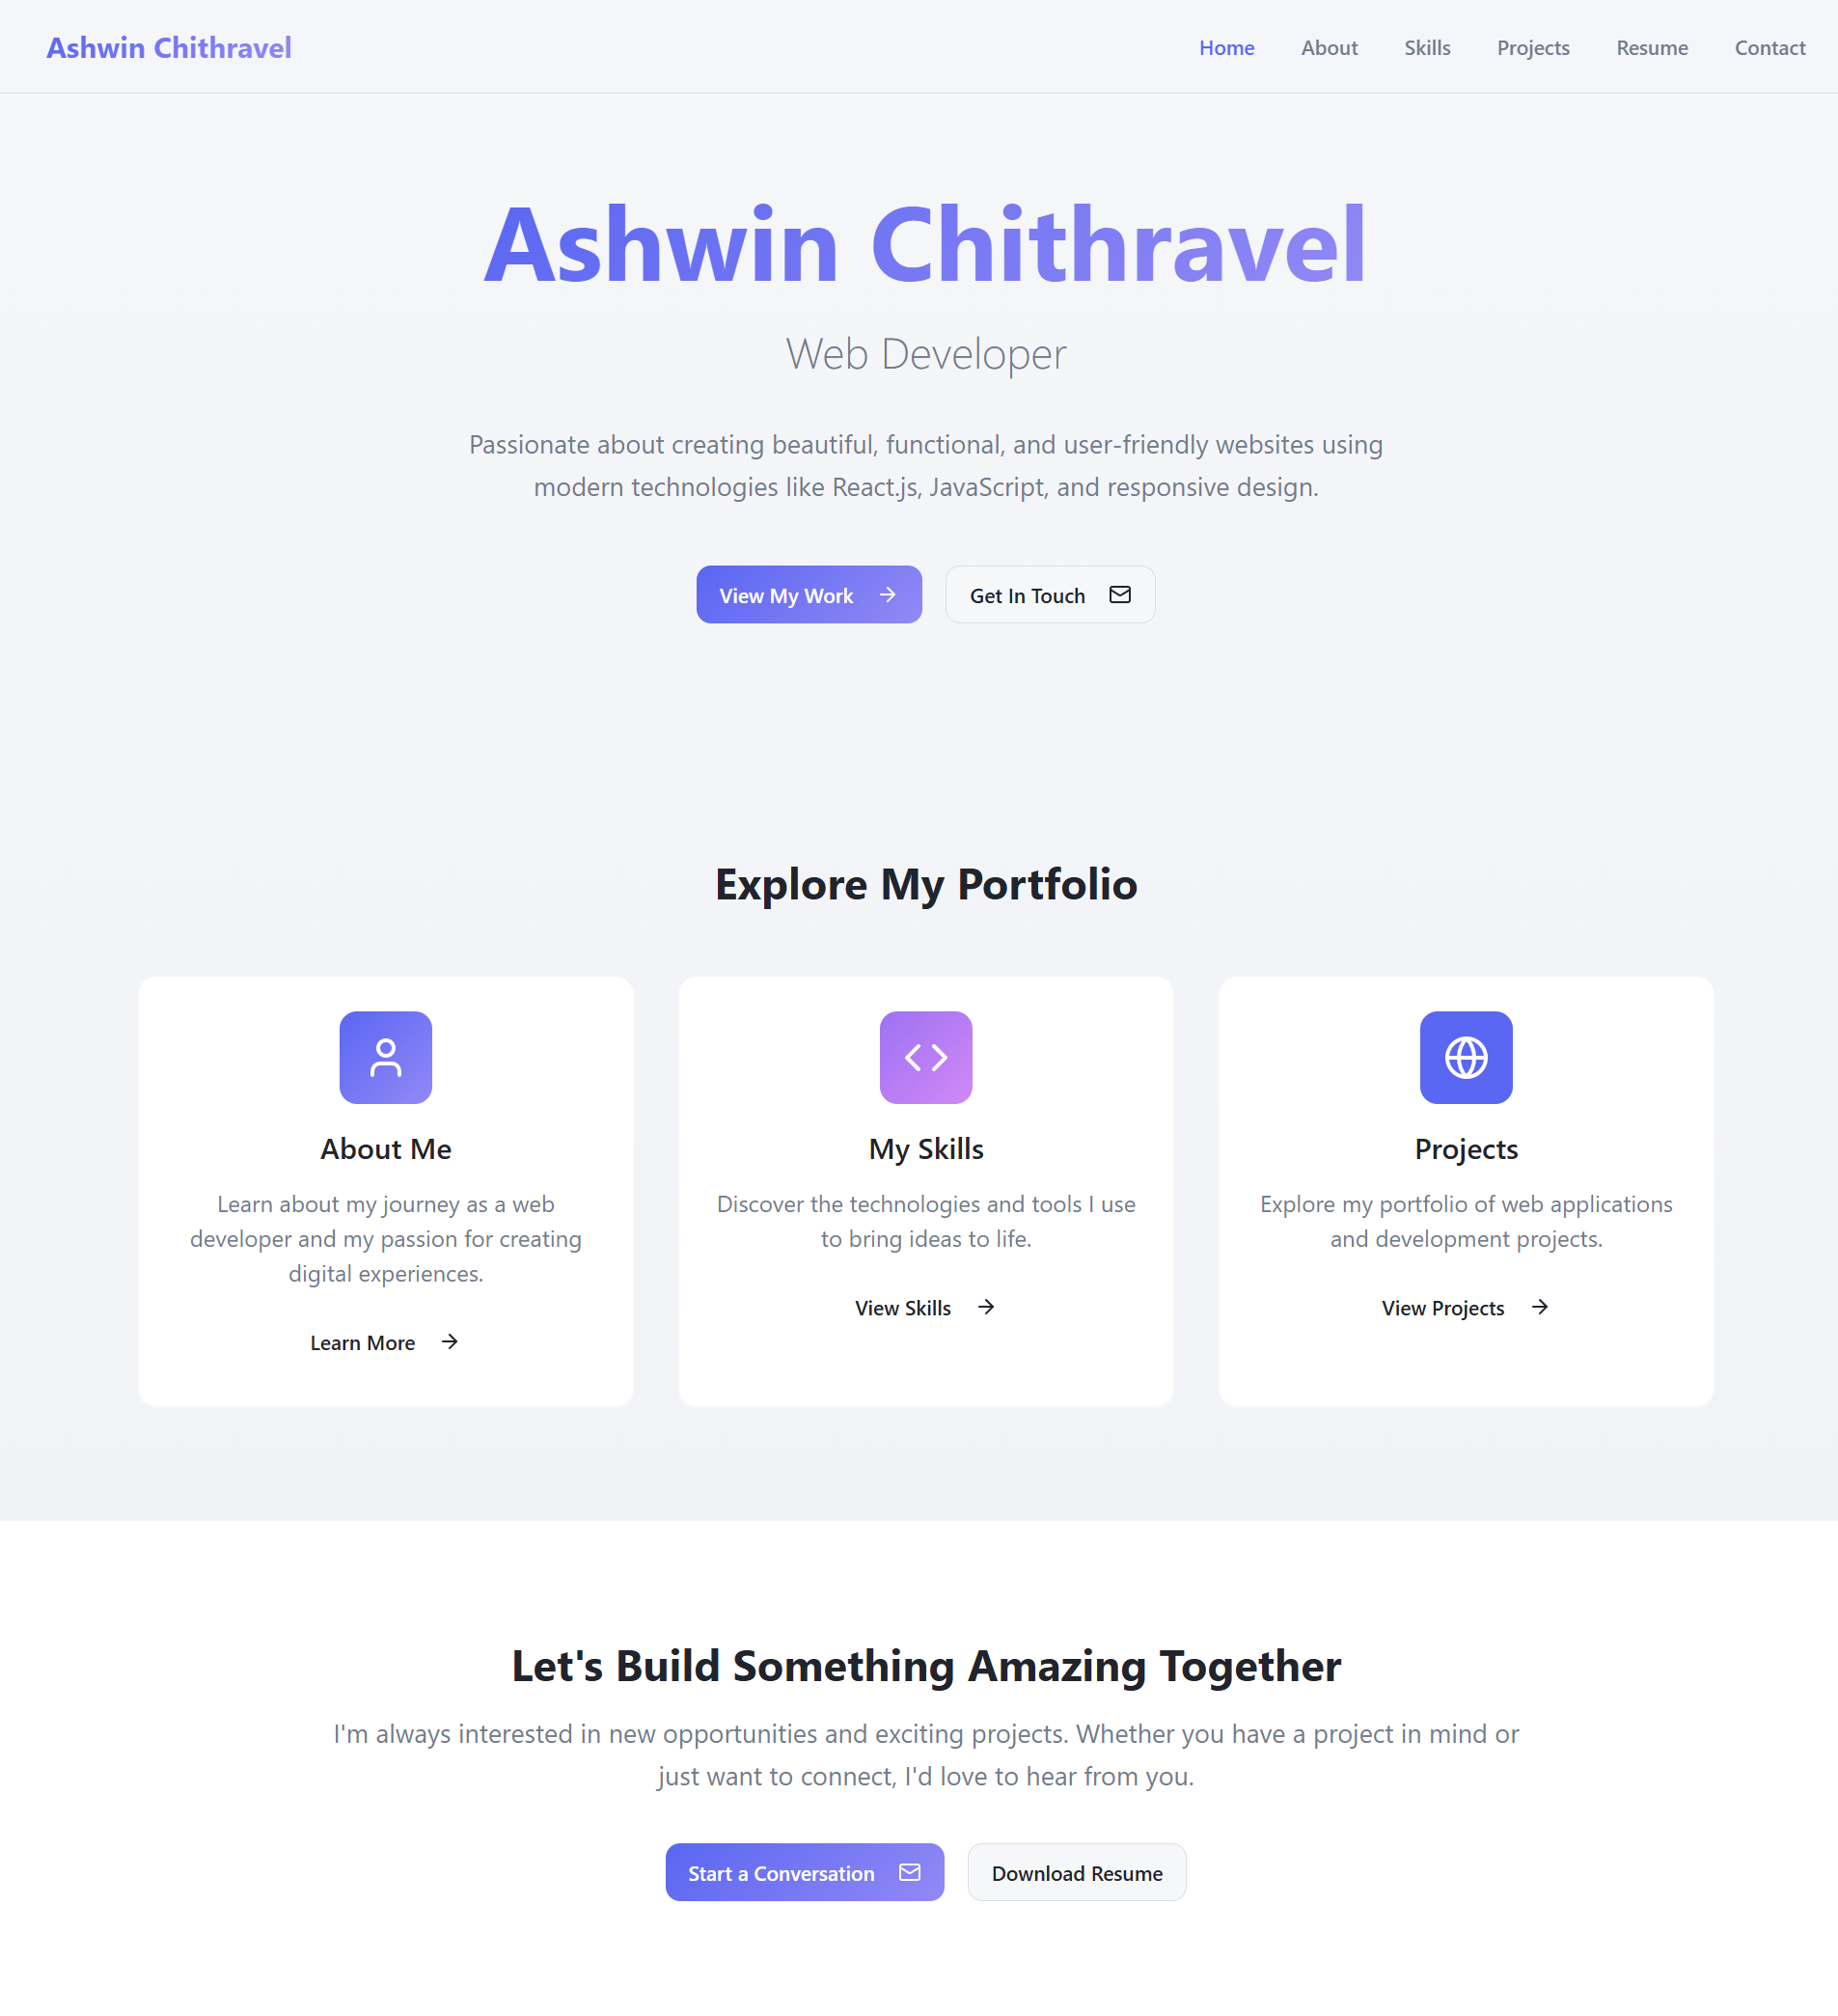 Ashwin Chithravel
Home About Skills Projects Resume Contact
Ashwin Chithravel
Web Developer
Passionate about creating beautiful, functional, and user-friendly websites using
modern technologies like React.js, JavaScript, and responsive design.
View My Work
Get In Touch
Explore My Portfolio
About Me
Learn about my journey as a web
developer and my passion for creating
digital experiences.
Learn More
My Skills
Discover the technologies and tools I use
to bring ideas to life.
View Skills
Projects
Explore my portfolio of web applications
and development projects.
View Projects
Let's Build Something Amazing Together
I'm always interested in new opportunities and exciting projects. Whether you have a project in mind or
just want to connect, I'd love to hear from you.
Start a Conversation
Download Resume